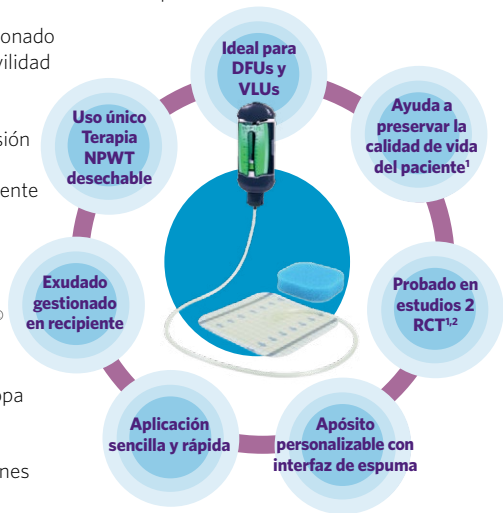 onado
vilidad
sión
ente
opa
nes
Ideal para
DFUs y
VLUs
Ayuda a
preservar la
calidad de vida
del paciente¹
Probado en
estudios 2
RCT¹,²
Apósito
personalizable con
interfaz de espuma
Aplicación
sencilla y rápida
Exudado
gestionado
en recipiente
Uso único
Terapia
NPWT
desechable